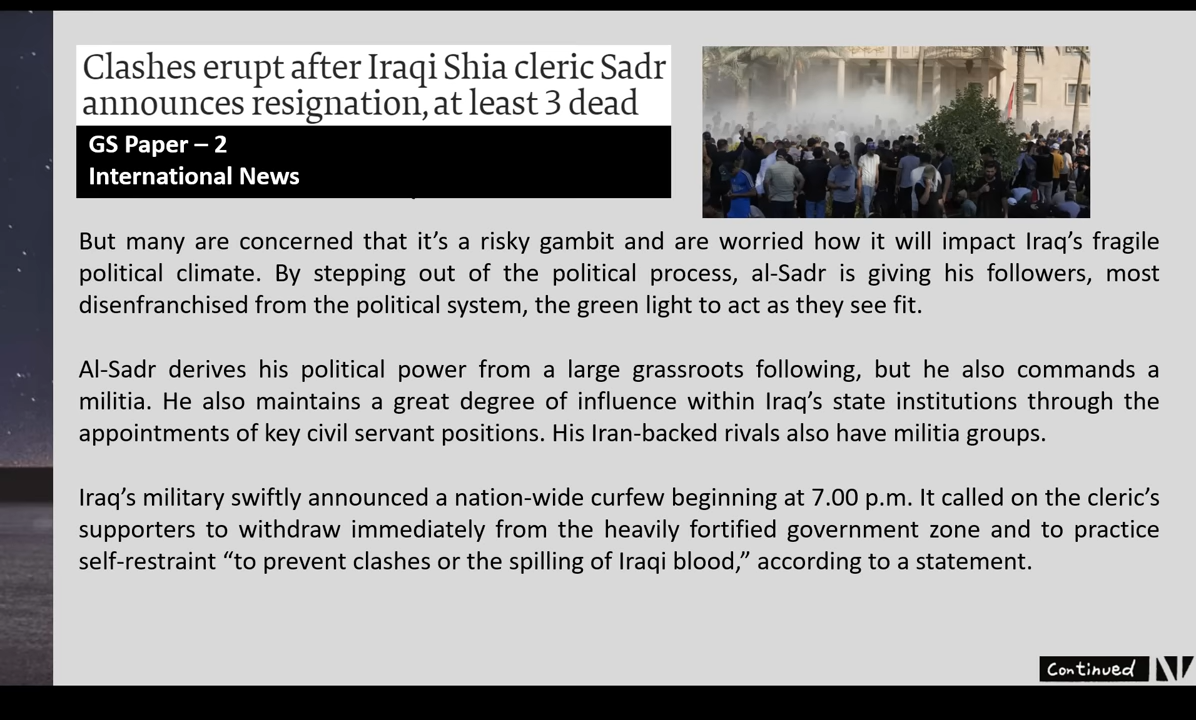 Clashes erupt after Iraqi Shia cleric Sadr
announces resignation, at least 3 dead
GS Paper – 2
International News
But many are concerned that it’s a risky gambit and are worried how it will impact Iraq’s fragile
political climate. By stepping out of the political process, al-Sadr is giving his followers, most
disenfranchised from the political system, the green light to act as they see fit.
Al-Sadr derives his political power from a large grassroots following, but he also commands a
militia. He also maintains a great degree of influence within Iraq’s state institutions through the
appointments of key civil servant positions. His Iran-backed rivals also have militia groups.
Iraq’s military swiftly announced a nation-wide curfew beginning at 7.00 p.m. It called on the cleric’s
supporters to withdraw immediately from the heavily fortified government zone and to practice
self-restraint “to prevent clashes or the spilling of Iraqi blood,” according to a statement.
Continued